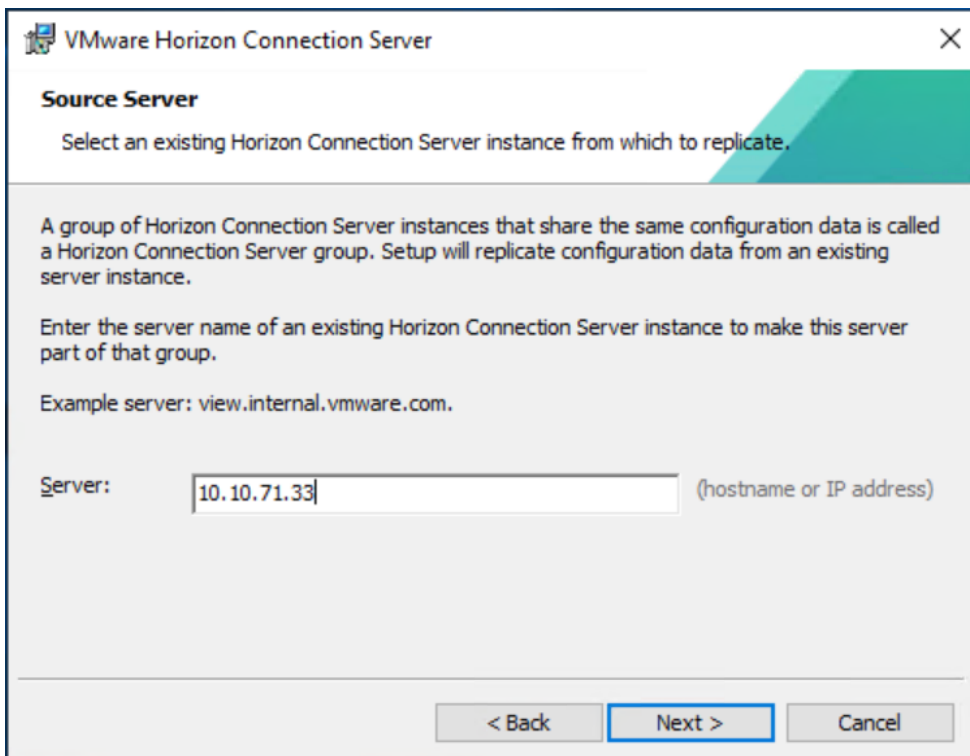 VMware Horizon Connection Server
Source Server
Select an existing Horizon Connection Server instance from which to replicate.
A group of Horizon Connection Server instances that share the same configuration data is called
a Horizon Connection Server group. Setup will replicate configuration data from an existing
server instance.
Enter the server name of an existing Horizon Connection Server instance to make this server
part of that group.
Example server: view.internal.vmware.com.
Server: 10.10.71.33 (hostname or IP address)
< Back Next > Cancel